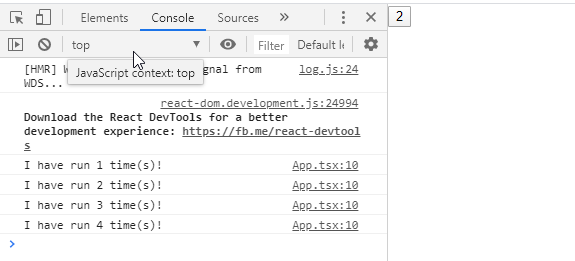 Elements Console Sources »
2
top Filter Default le
[HMR] W gnal from log.js:24
WDS...
JavaScript context: top
react-dom.development.js:24994
Download the React DevTools for a better
development experience: https://fb.me/react-devtool
s
I have run 1 time(s)! App.tsx:10
I have run 2 time(s)! App.tsx:10
I have run 3 time(s)! App.tsx:10
I have run 4 time(s)! App.tsx:10
>